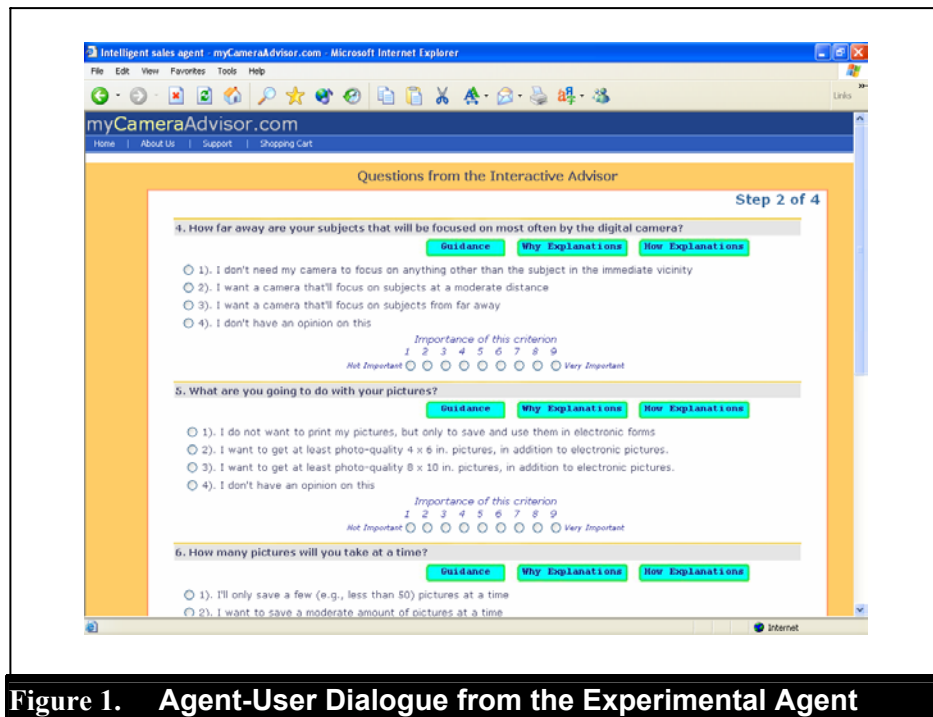 Intelligent sales agent - myCameraAdvisor.com - Microsoft Internet Explorer
File Edit View Favorites Tools Help
Links
myCameraAdvisor.com
Home | About Us | Support | Shopping Cart
Questions from the Interactive Advisor
Step 2 of 4
4. How far away are your subjects that will be focused on most often by the digital camera?
Guidance Why Explanations How Explanations
1). I don't need my camera to focus on anything other than the subject in the immediate vicinity
2). I want a camera that'll focus on subjects at a moderate distance
3). I want a camera that'll focus on subjects from far away
4). I don't have an opinion on this
Importance of this criterion
1 2 3 4 5 6 7 8 9
Not Important Very Important
5. What are you going to do with your pictures?
Guidance Why Explanations How Explanations
1). I do not want to print my pictures, but only to save and use them in electronic forms
2). I want to get at least photo-quality 4 x 6 in. pictures, in addition to electronic pictures.
3). I want to get at least photo-quality 8 x 10 in. pictures, in addition to electronic pictures.
4). I don't have an opinion on this
Importance of this criterion
1 2 3 4 5 6 7 8 9
Not Important Very Important
6. How many pictures will you take at a time?
Guidance Why Explanations How Explanations
1). I'll only save a few (e.g., less than 50) pictures at a time
2). I want to save a moderate amount of pictures at a time
Internet
Figure 1. Agent-User Dialogue from the Experimental Agent